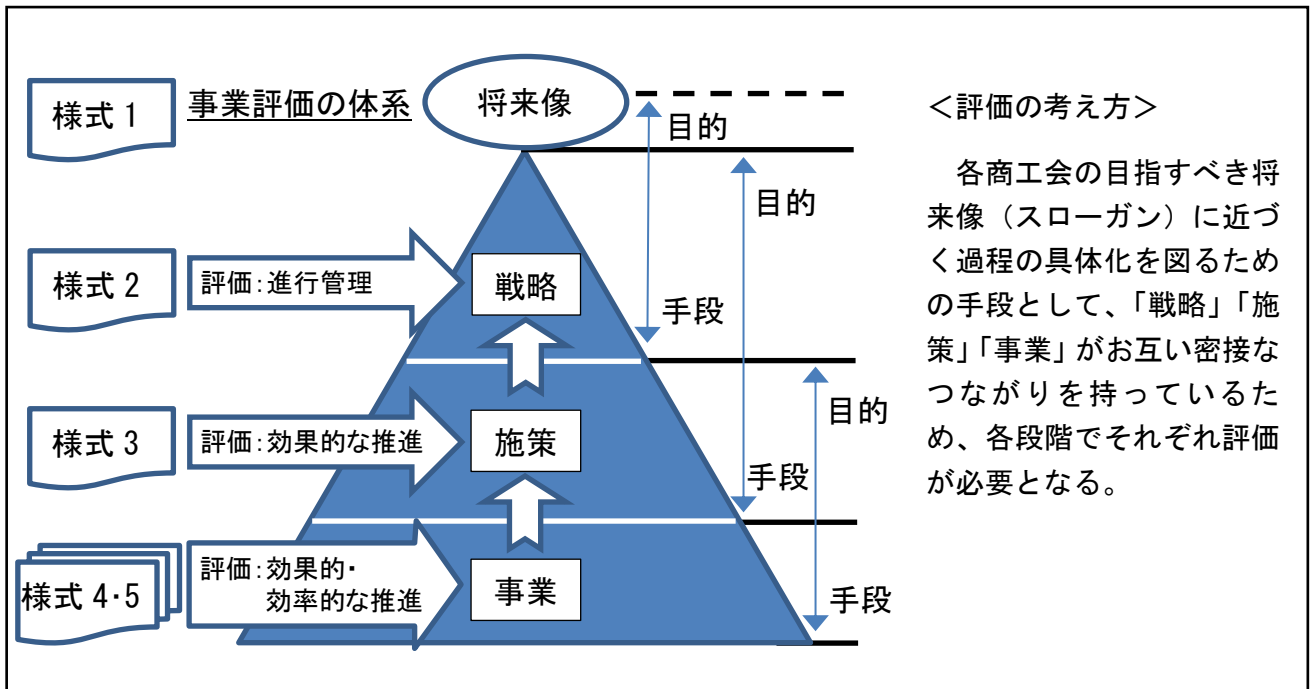 様式 1
事業評価の体系
将来像
目的
目的
様式 2
評価：進行管理
戦略
手段
目的
様式 3
評価：効果的な推進
施策
手段
様式 4・5
評価：効果的・
効率的な推進
事業
手段
＜評価の考え方＞
各商工会の目指すべき将
来像（スローガン）に近づ
く過程の具体化を図るため
の手段として、「戦略」「施
策」「事業」がお互い密接な
つながりを持っているた
め、各段階でそれぞれ評価
が必要となる。